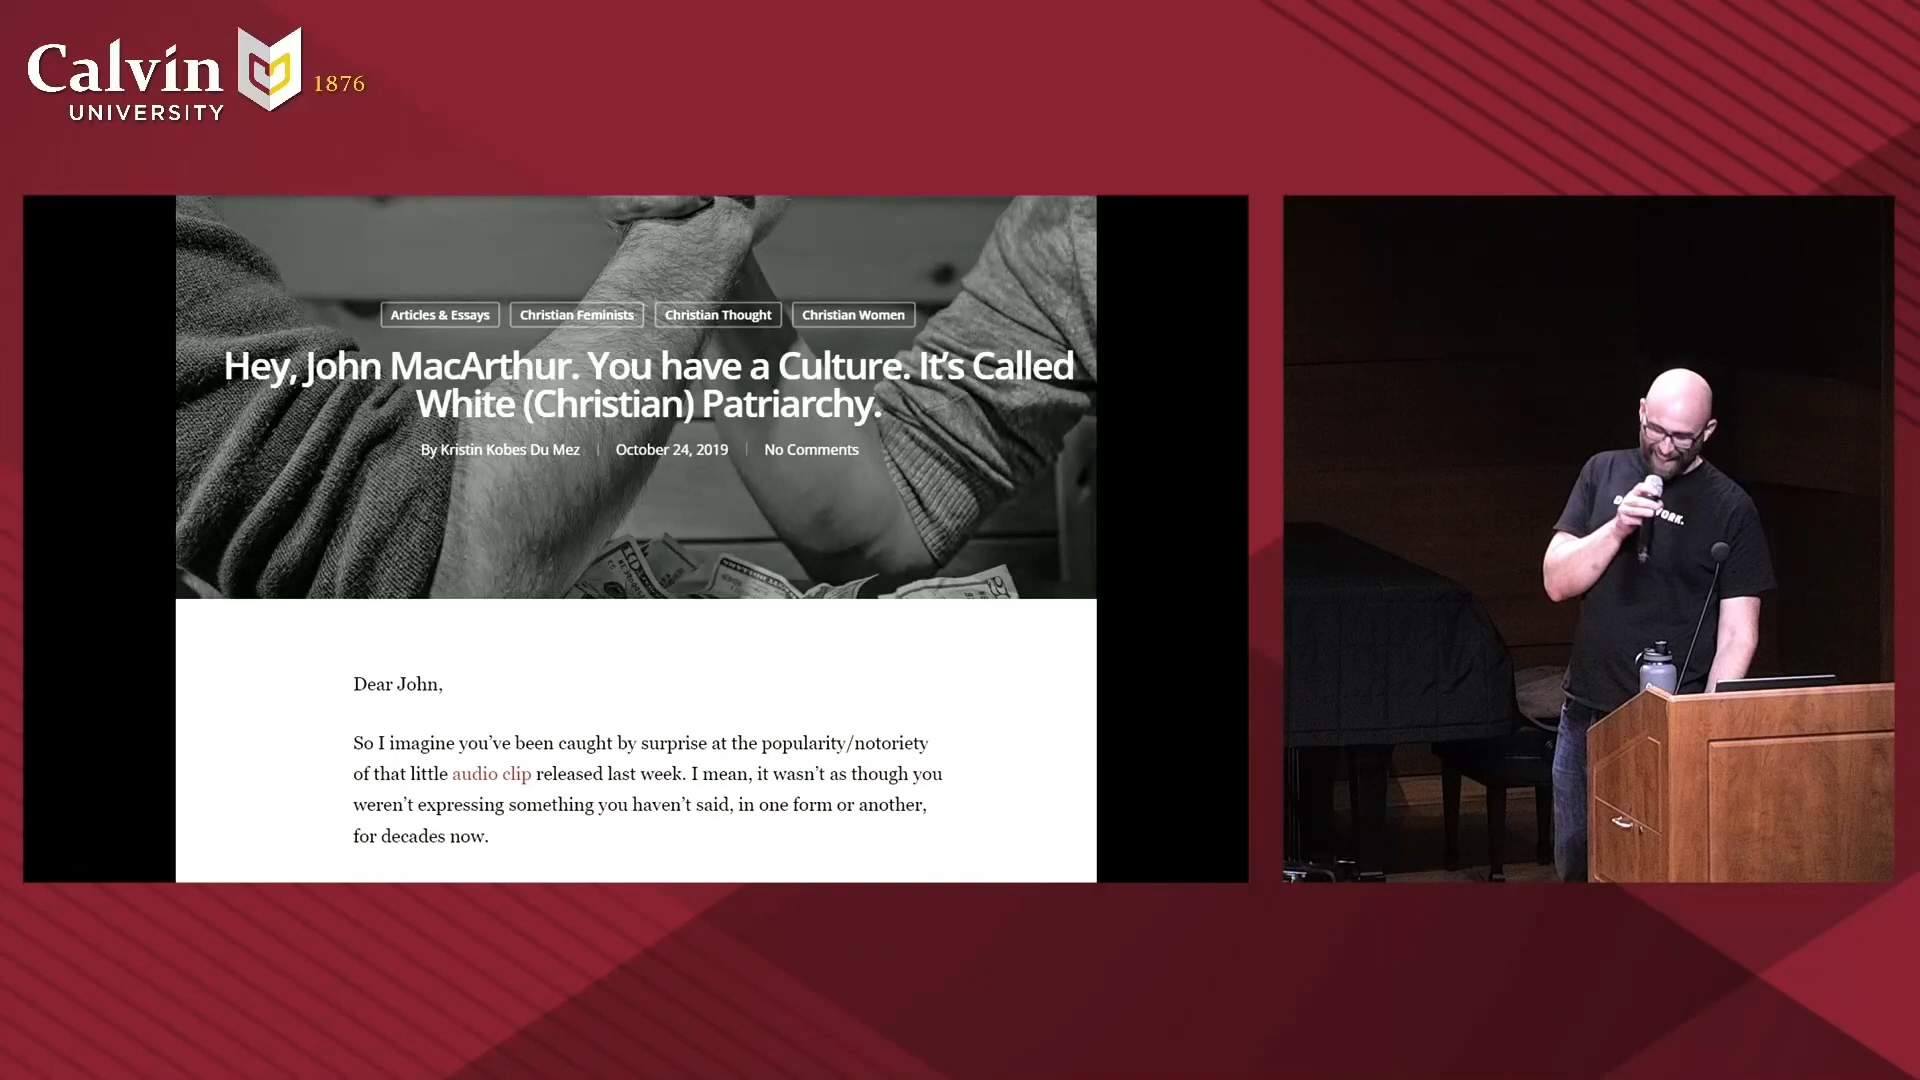 Calvin
UNIVERSITY
1876
Articles & Essays
Christian Feminists
Christian Thought
Christian Women
Hey, John MacArthur. You have a Culture. It’s Called
White (Christian) Patriarchy.
By Kristin Kobes Du Mez
October 24, 2019
No Comments
Dear John,
So I imagine you’ve been caught by surprise at the popularity/notoriety
of that little audio clip released last week. I mean, it wasn’t as though you
weren’t expressing something you haven’t said, in one form or another,
for decades now.